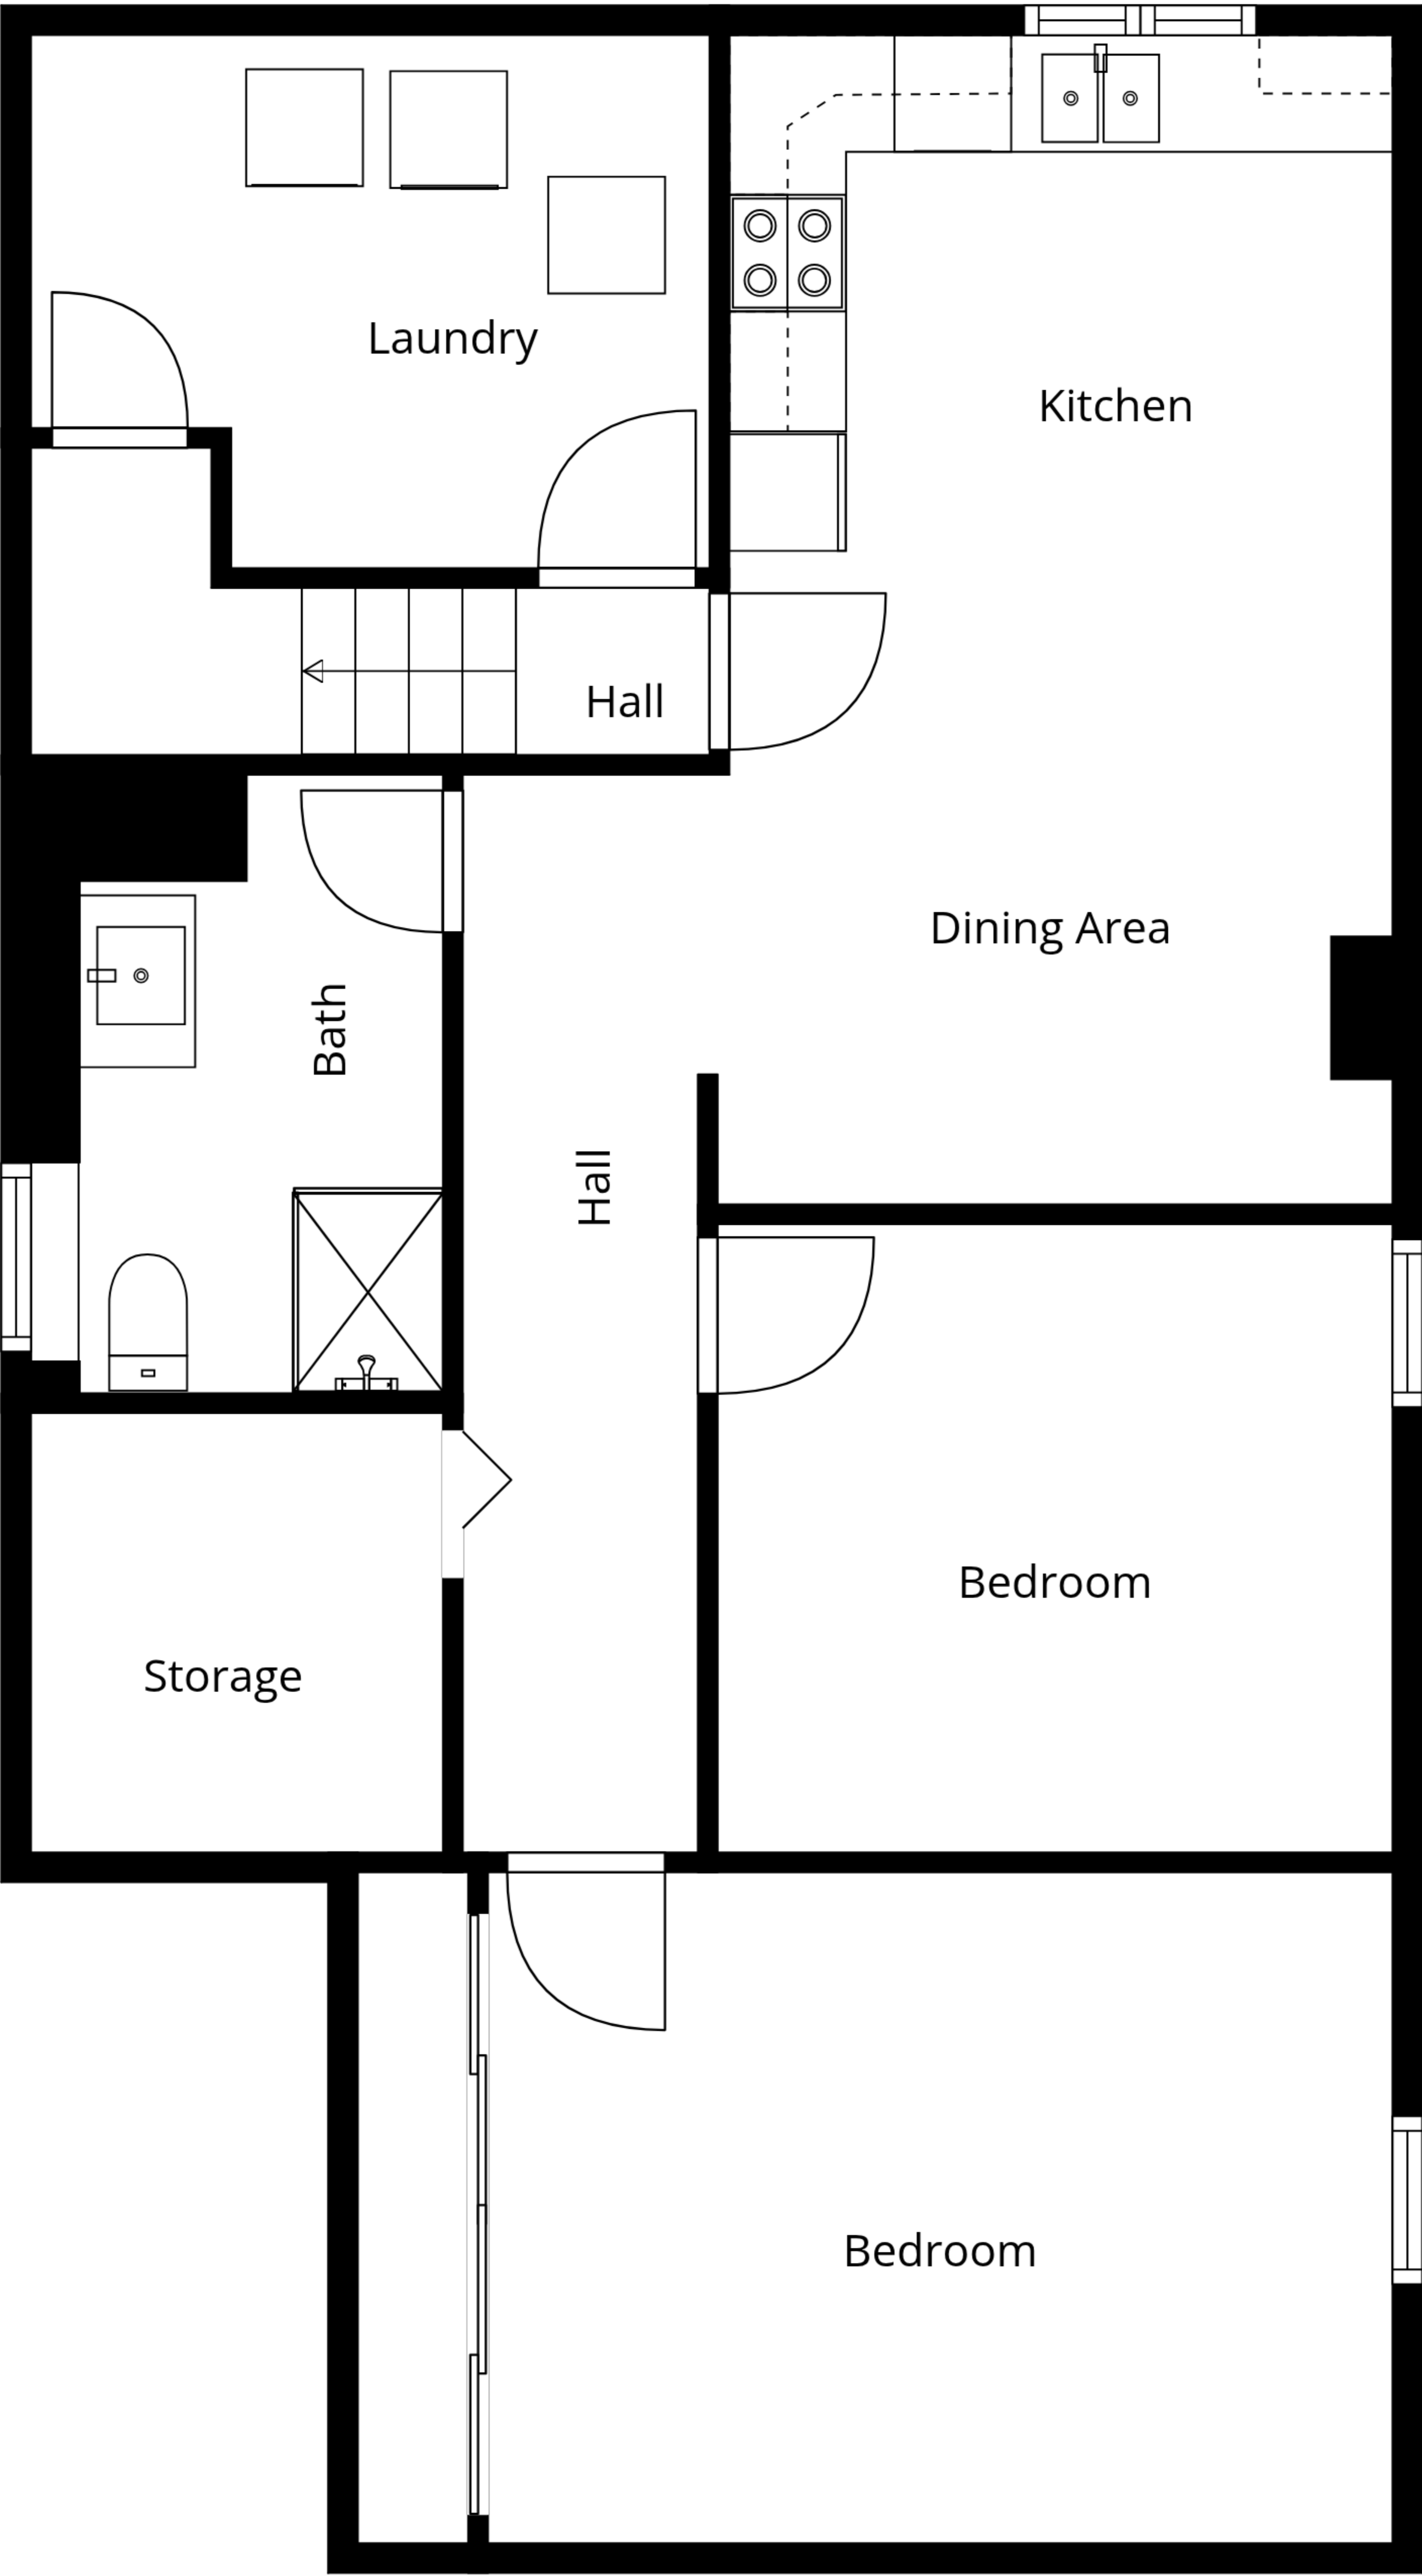 Laundry
Kitchen
Hall
Dining Area
Bath
Hall
Bedroom
Storage
Bedroom